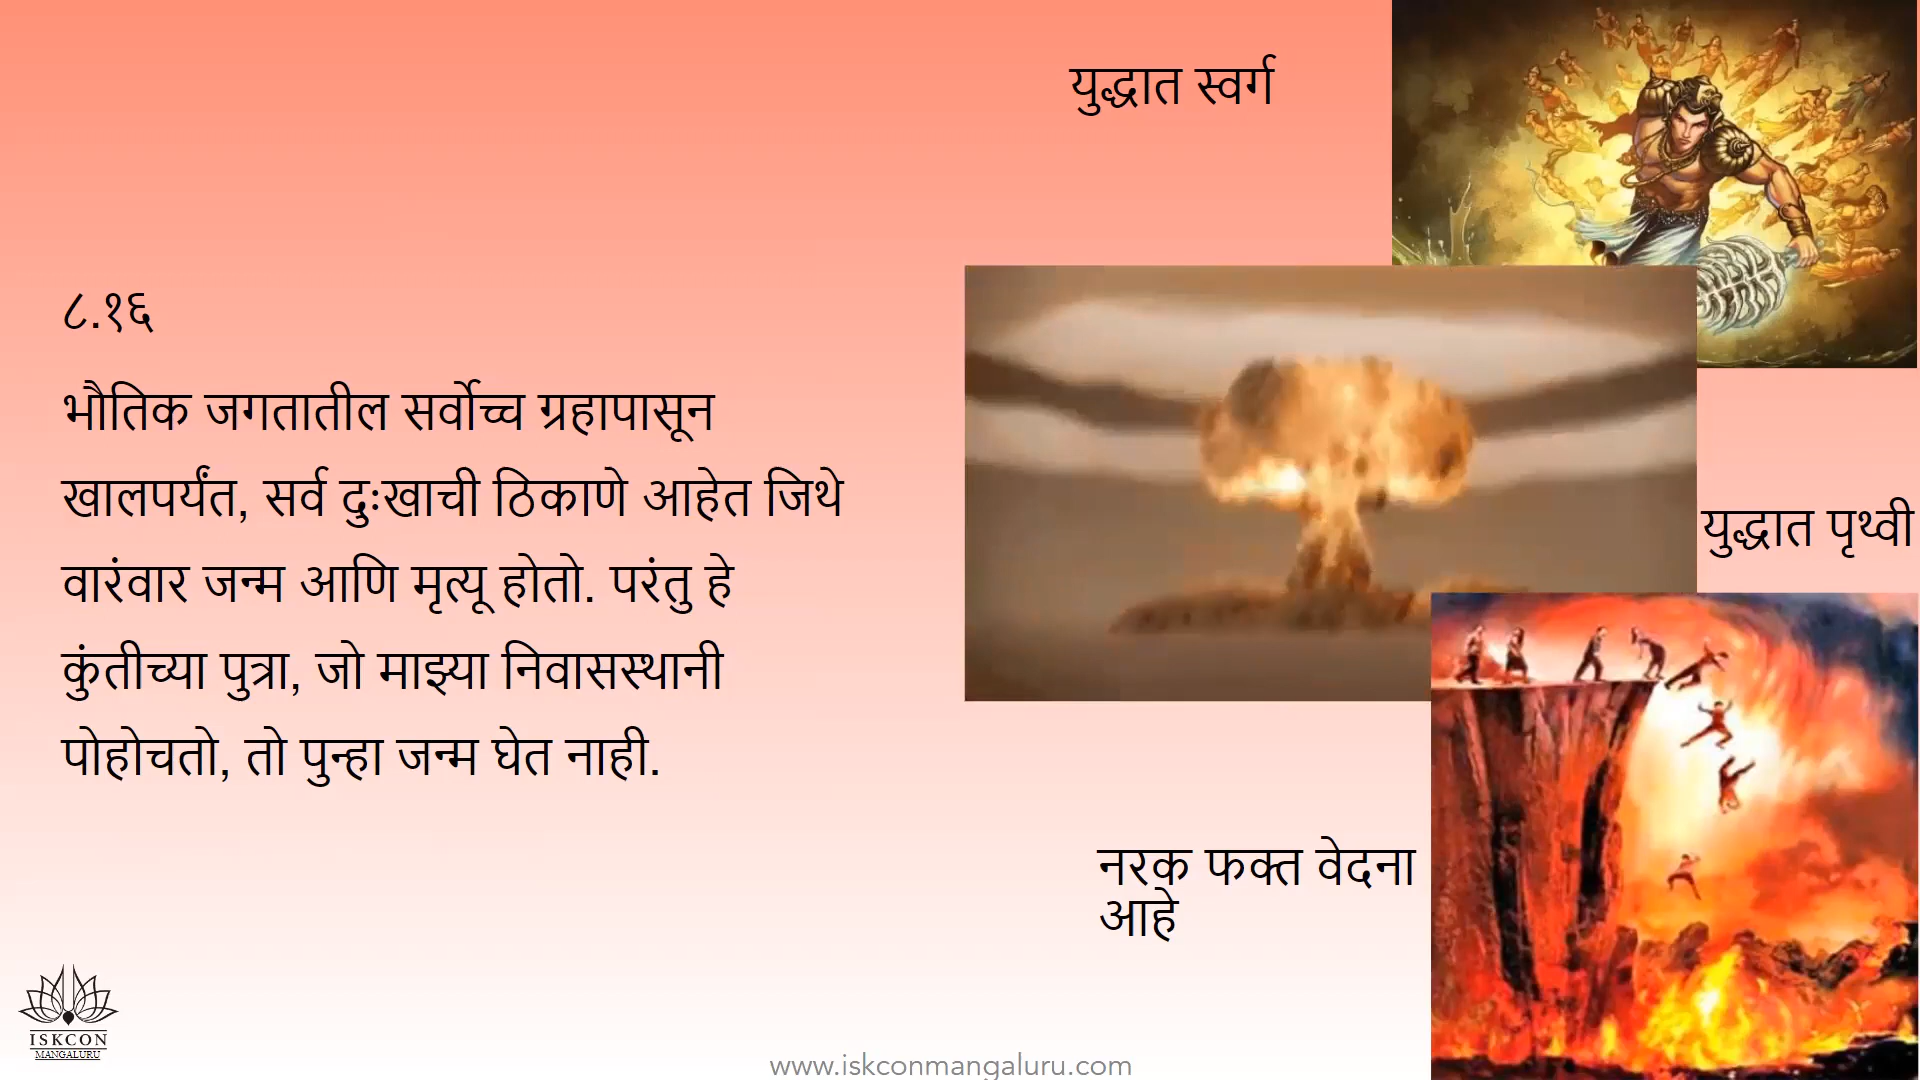 युद्धात स्वर्ग
८.१६
भौतिक जगतातील सर्वोच्च ग्रहापासून
खालपर्यंत, सर्व दुःखाची ठिकाणे आहेत जिथे
वारंवार जन्म आणि मृत्यू होतो. परंतु हे
कुंतीच्या पुत्रा, जो माझ्या निवासस्थानी
पोहोचतो, तो पुन्हा जन्म घेत नाही.
युद्धात पृथ्वी
नरक फक्त वेदना
आहे
ISKCON
MANGALURU
www.iskconmangaluru.com